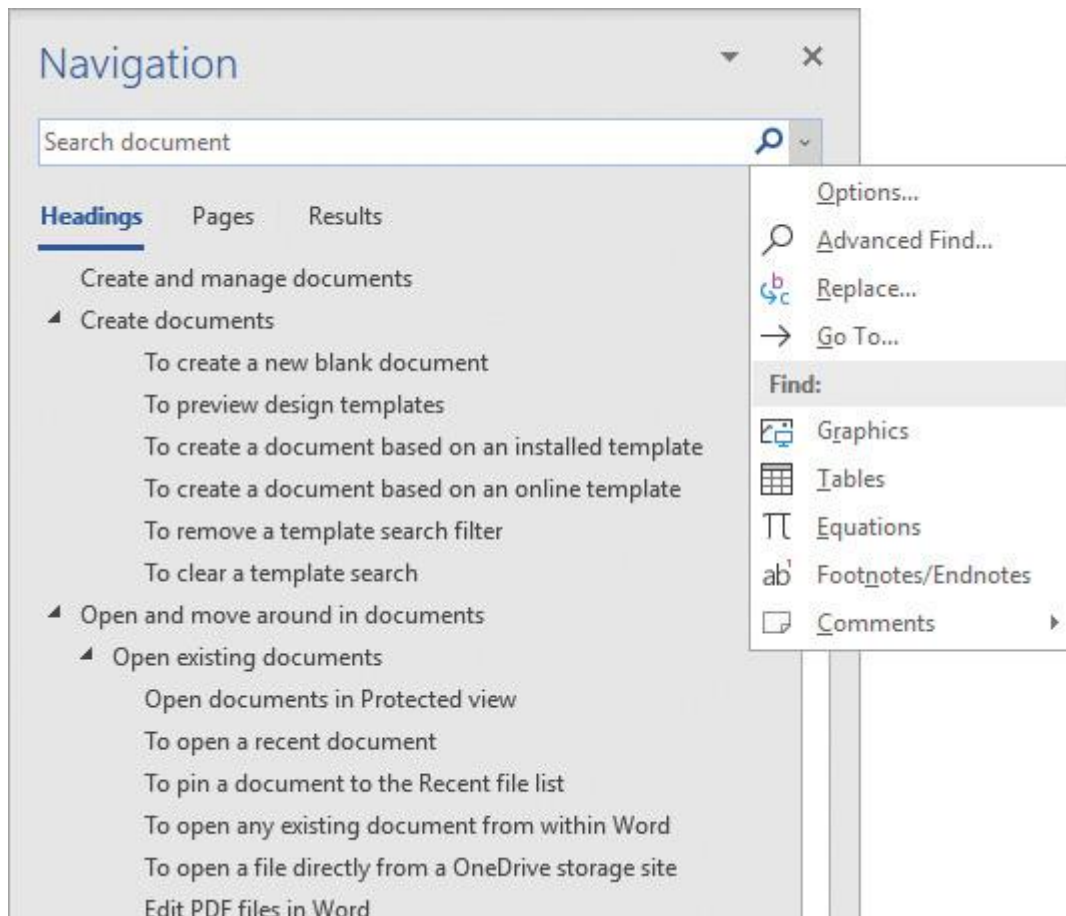 Navigation
Search document
Headings Pages Results
Create and manage documents
Create documents
To create a new blank document
To preview design templates
To create a document based on an installed template
To create a document based on an online template
To remove a template search filter
To clear a template search
Open and move around in documents
Open existing documents
Open documents in Protected view
To open a recent document
To pin a document to the Recent file list
To open any existing document from within Word
To open a file directly from a OneDrive storage site
Edit PDF files in Word
Options...
Advanced Find...
Replace...
Go To...
Find:
Graphics
Tables
Equations
Footnotes/Endnotes
Comments